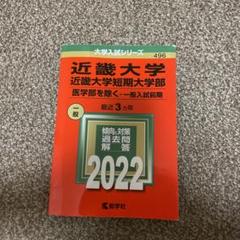 大学入試シリーズ
496
近畿大学
近畿大学短期大学部
医学部を除く-一般入試前期
最近3カ年
一般
傾向と対策
過去問
解答
2022
教学社